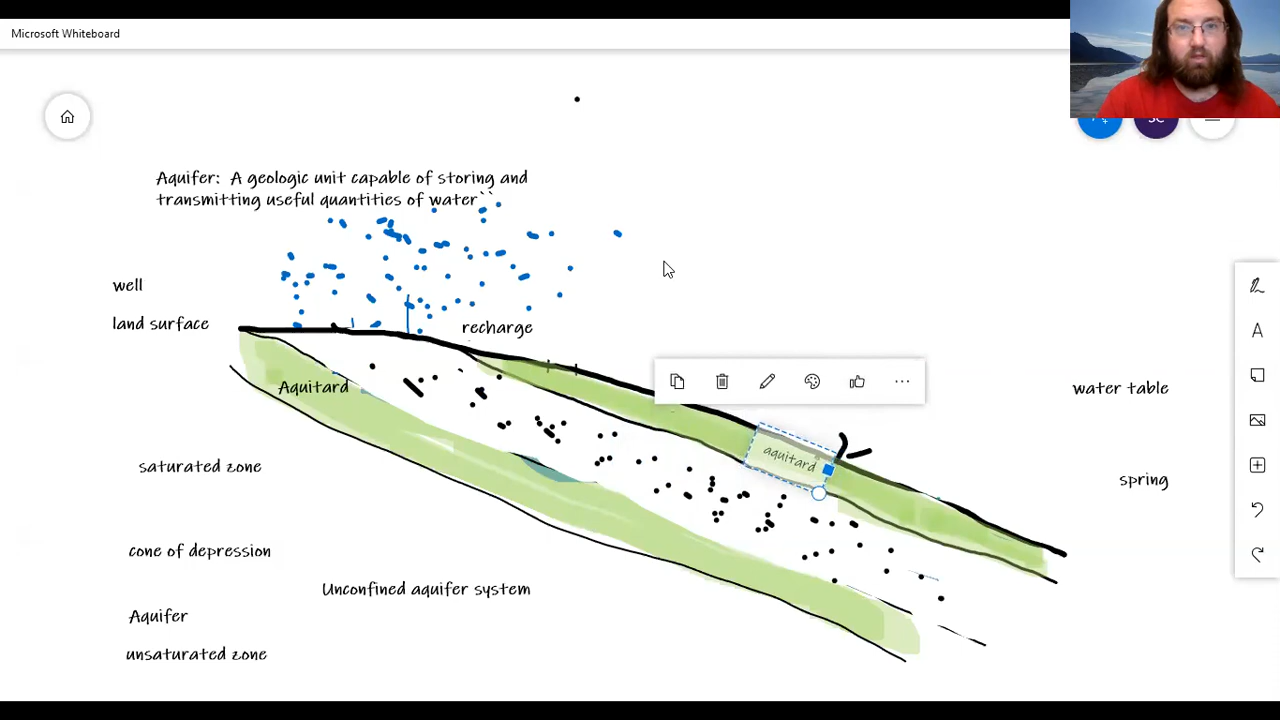 Microsoft Whiteboard
Aquifer: A geologic unit capable of storing and
transmitting useful quantities of water``
well
land surface
recharge
Aquitard
water table
aquitard
saturated zone
spring
cone of depression
Unconfined aquifer system
Aquifer
unsaturated zone